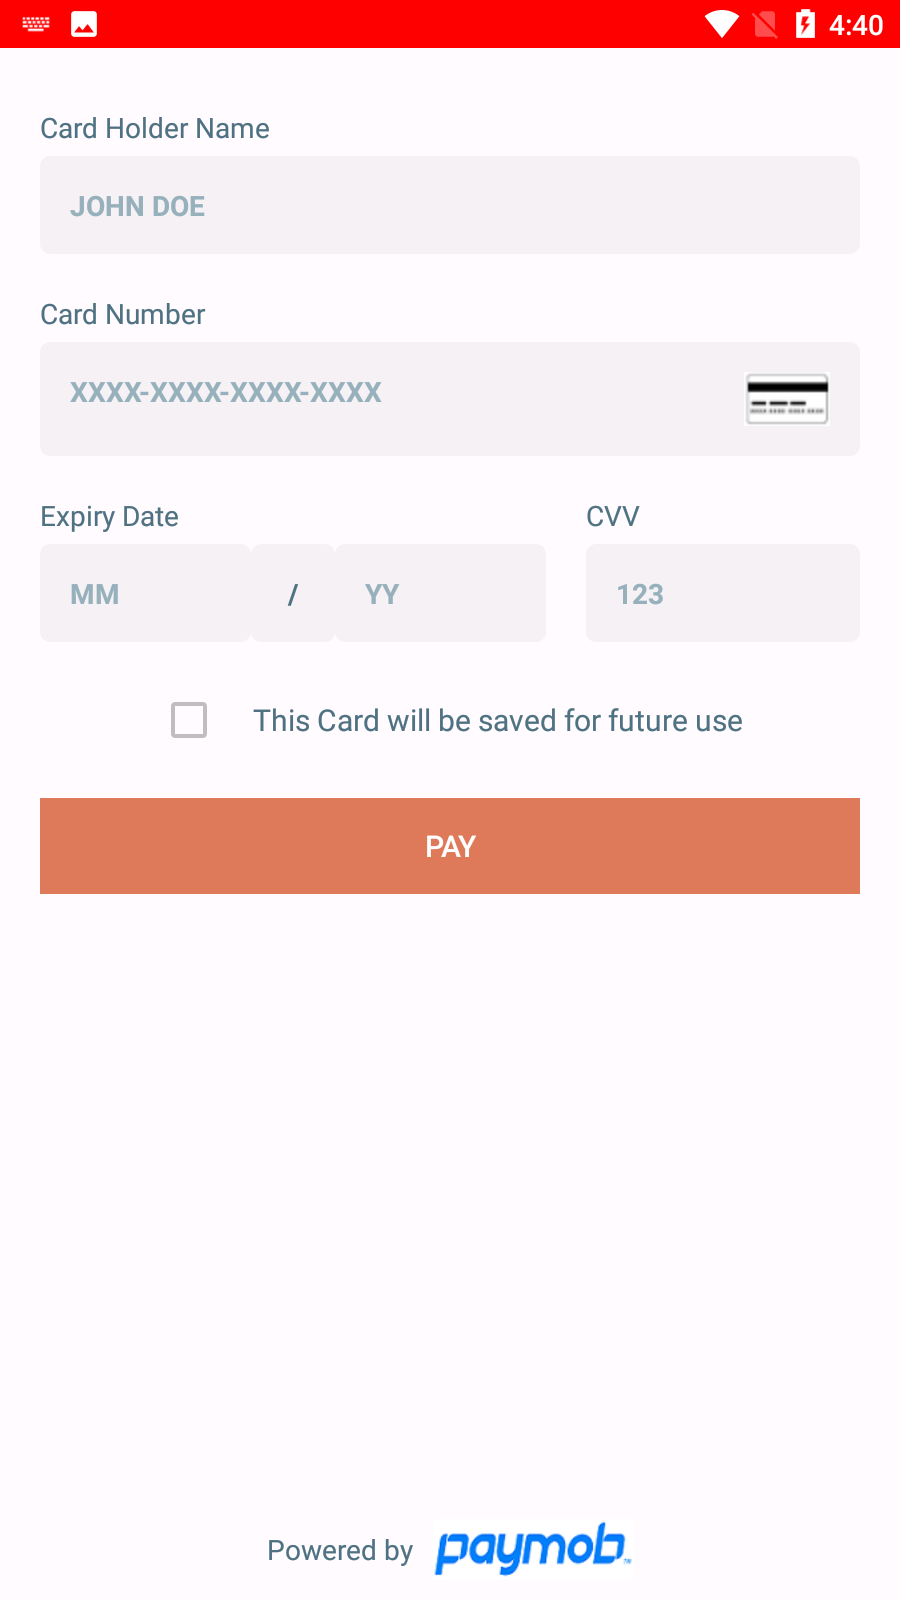 4:40
Card Holder Name
JOHN DOE
Card Number
XXXX-XXXX-XXXX-XXXX
Expiry Date
CVV
MM / YY
123
This Card will be saved for future use
PAY
Powered by paymob™